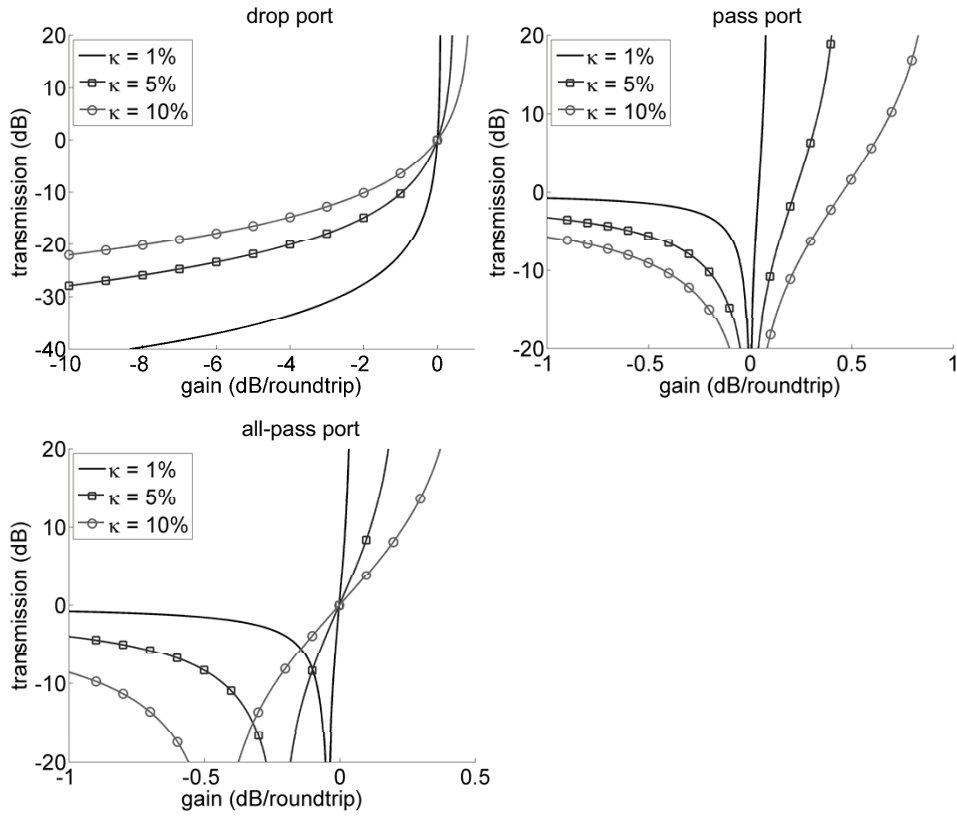 drop port
20
10
0
-10
-20
-30
-40
transmission (dB)
κ = 1%
κ = 5%
κ = 10%
-10
-8
-6
-4
-2
0
gain (dB/roundtrip)
pass port
20
10
0
-10
-20
transmission (dB)
κ = 1%
κ = 5%
κ = 10%
-1
-0.5
0
0.5
1
gain (dB/roundtrip)
all-pass port
20
10
0
-10
-20
transmission (dB)
κ = 1%
κ = 5%
κ = 10%
-1
-0.5
0
0.5
gain (dB/roundtrip)